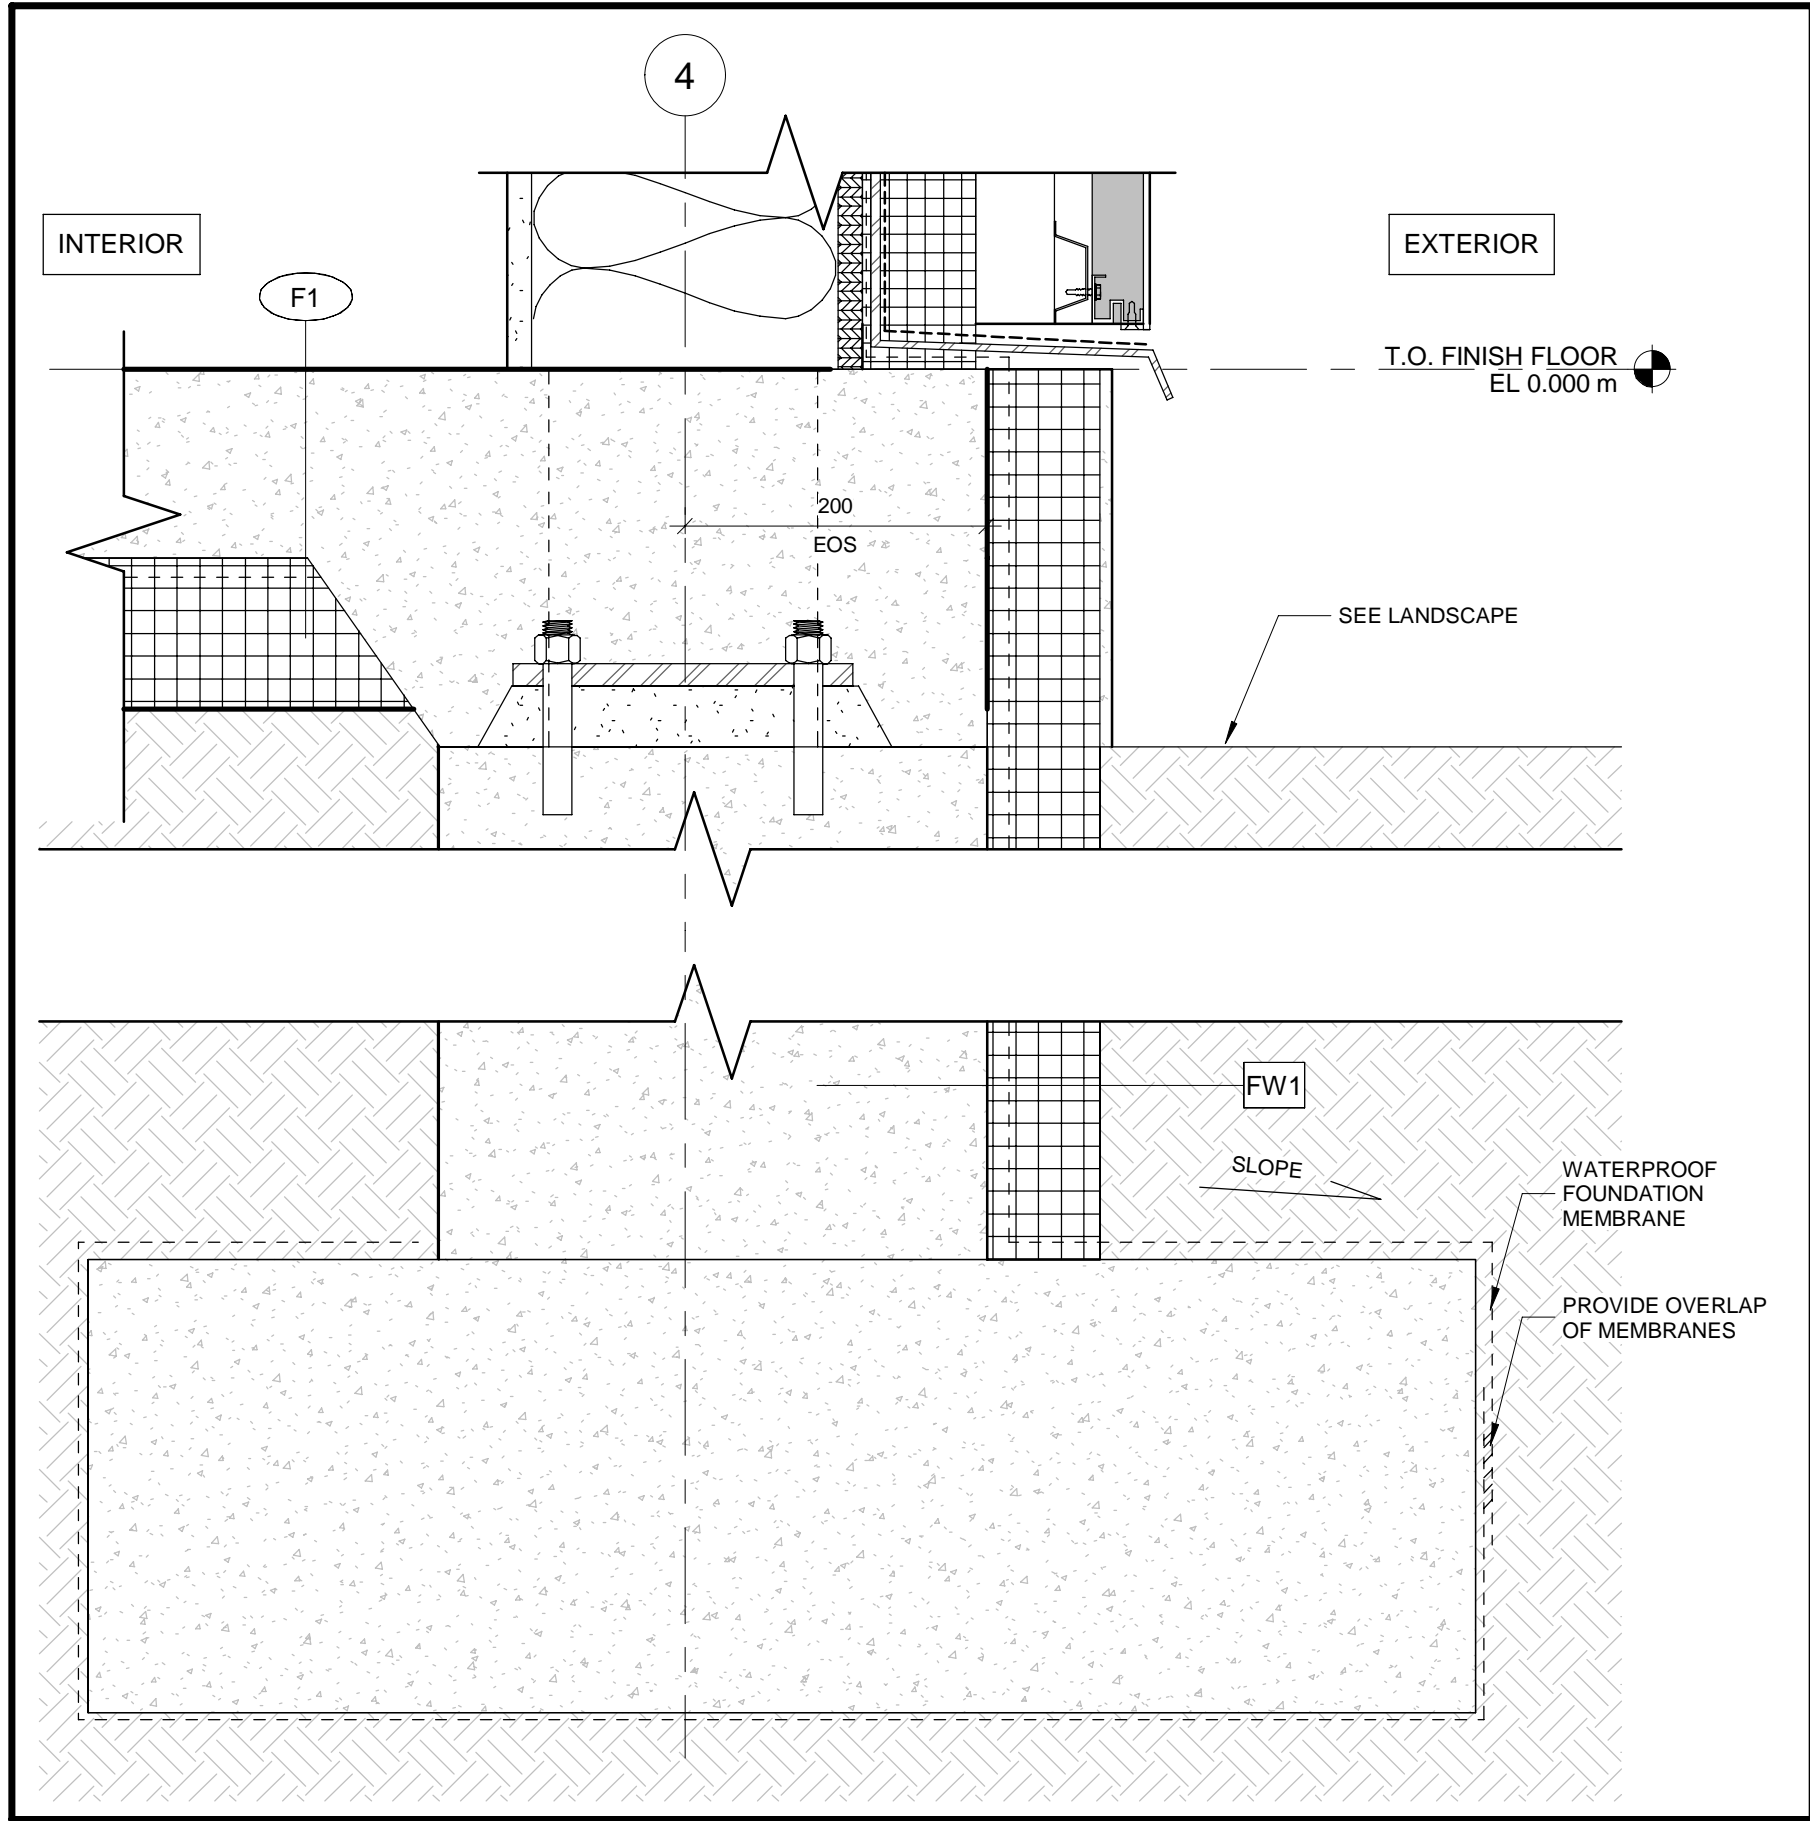 4
INTERIOR
EXTERIOR
F1
T.O. FINISH FLOOR
EL 0.000 m
200
EOS
SEE LANDSCAPE
FW1
SLOPE
WATERPROOF
FOUNDATION
MEMBRANE
PROVIDE OVERLAP
OF MEMBRANES